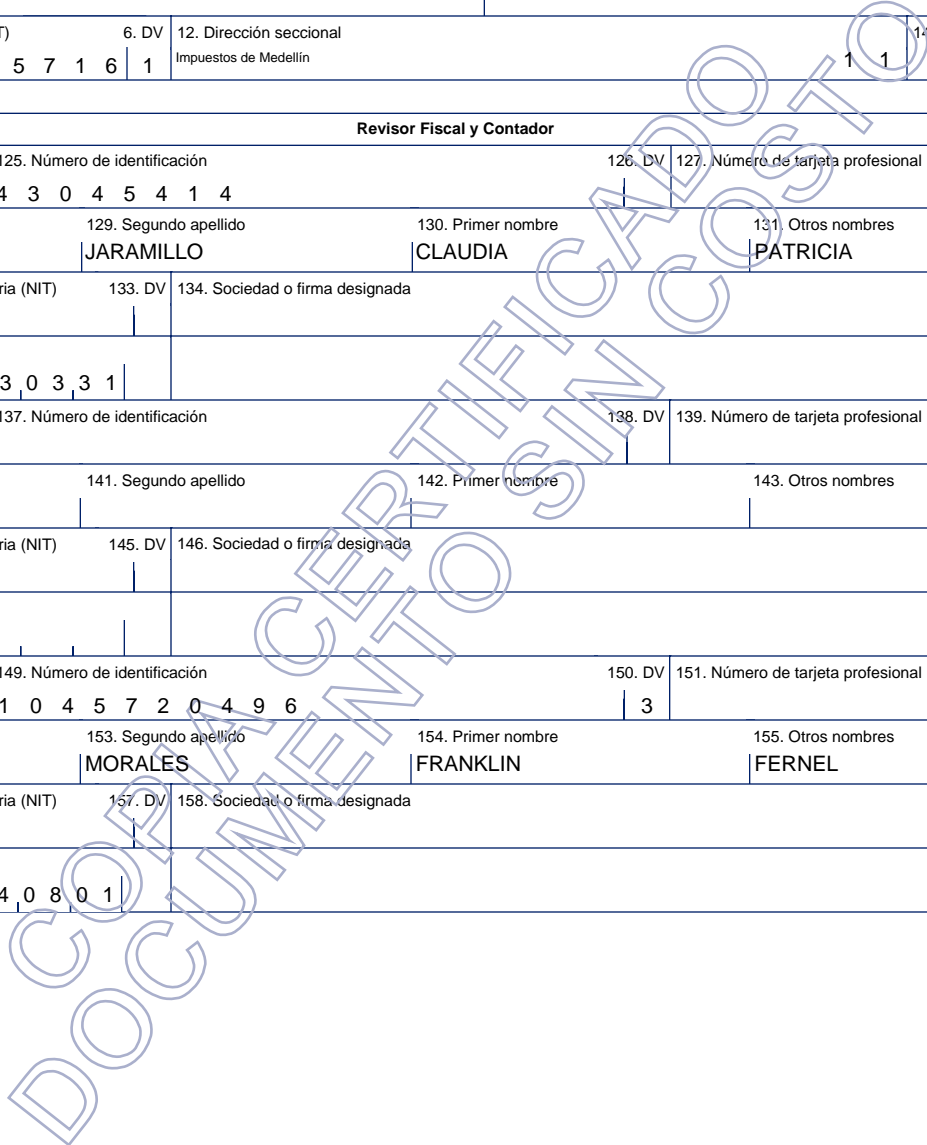 T) 6. DV 12. Dirección seccional 14
5 7 1 6 1 Impuestos de Medellín 1 1
Revisor Fiscal y Contador
125. Número de identificación 126. DV 127. Número de tarjeta profesional
4 3 0 4 5 4 1 4
129. Segundo apellido 130. Primer nombre 131. Otros nombres
JARAMILLO CLAUDIA PATRICIA
ria (NIT) 133. DV 134. Sociedad o firma designada
3 0 3 3 1
137. Número de identificación 138. DV 139. Número de tarjeta profesional
141. Segundo apellido 142. Primer nombre 143. Otros nombres
ria (NIT) 145. DV 146. Sociedad o firma designada
149. Número de identificación 150. DV 151. Número de tarjeta profesional
1 0 4 5 7 2 0 4 9 6 3
153. Segundo apellido 154. Primer nombre 155. Otros nombres
MORALES FRANKLIN FERNEL
ria (NIT) 157. DV 158. Sociedad o firma designada
4 0 8 0 1
COPIA CERTIFICADO
DOCUMENTO SIN COSTO